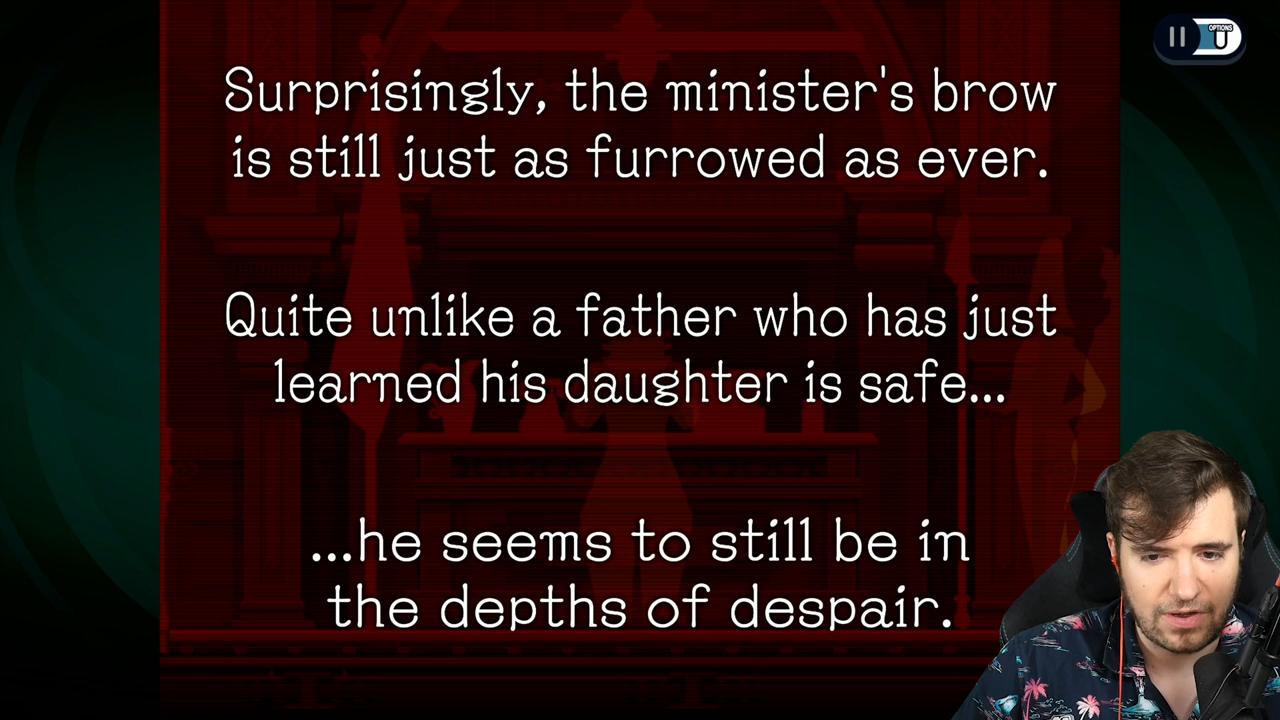 OPTIONS
Surprisingly, the minister's brow
is still just as furrowed as ever.
Quite unlike a father who has just
learned his daughter is safe...
...he seems to still be in
the depths of despair.